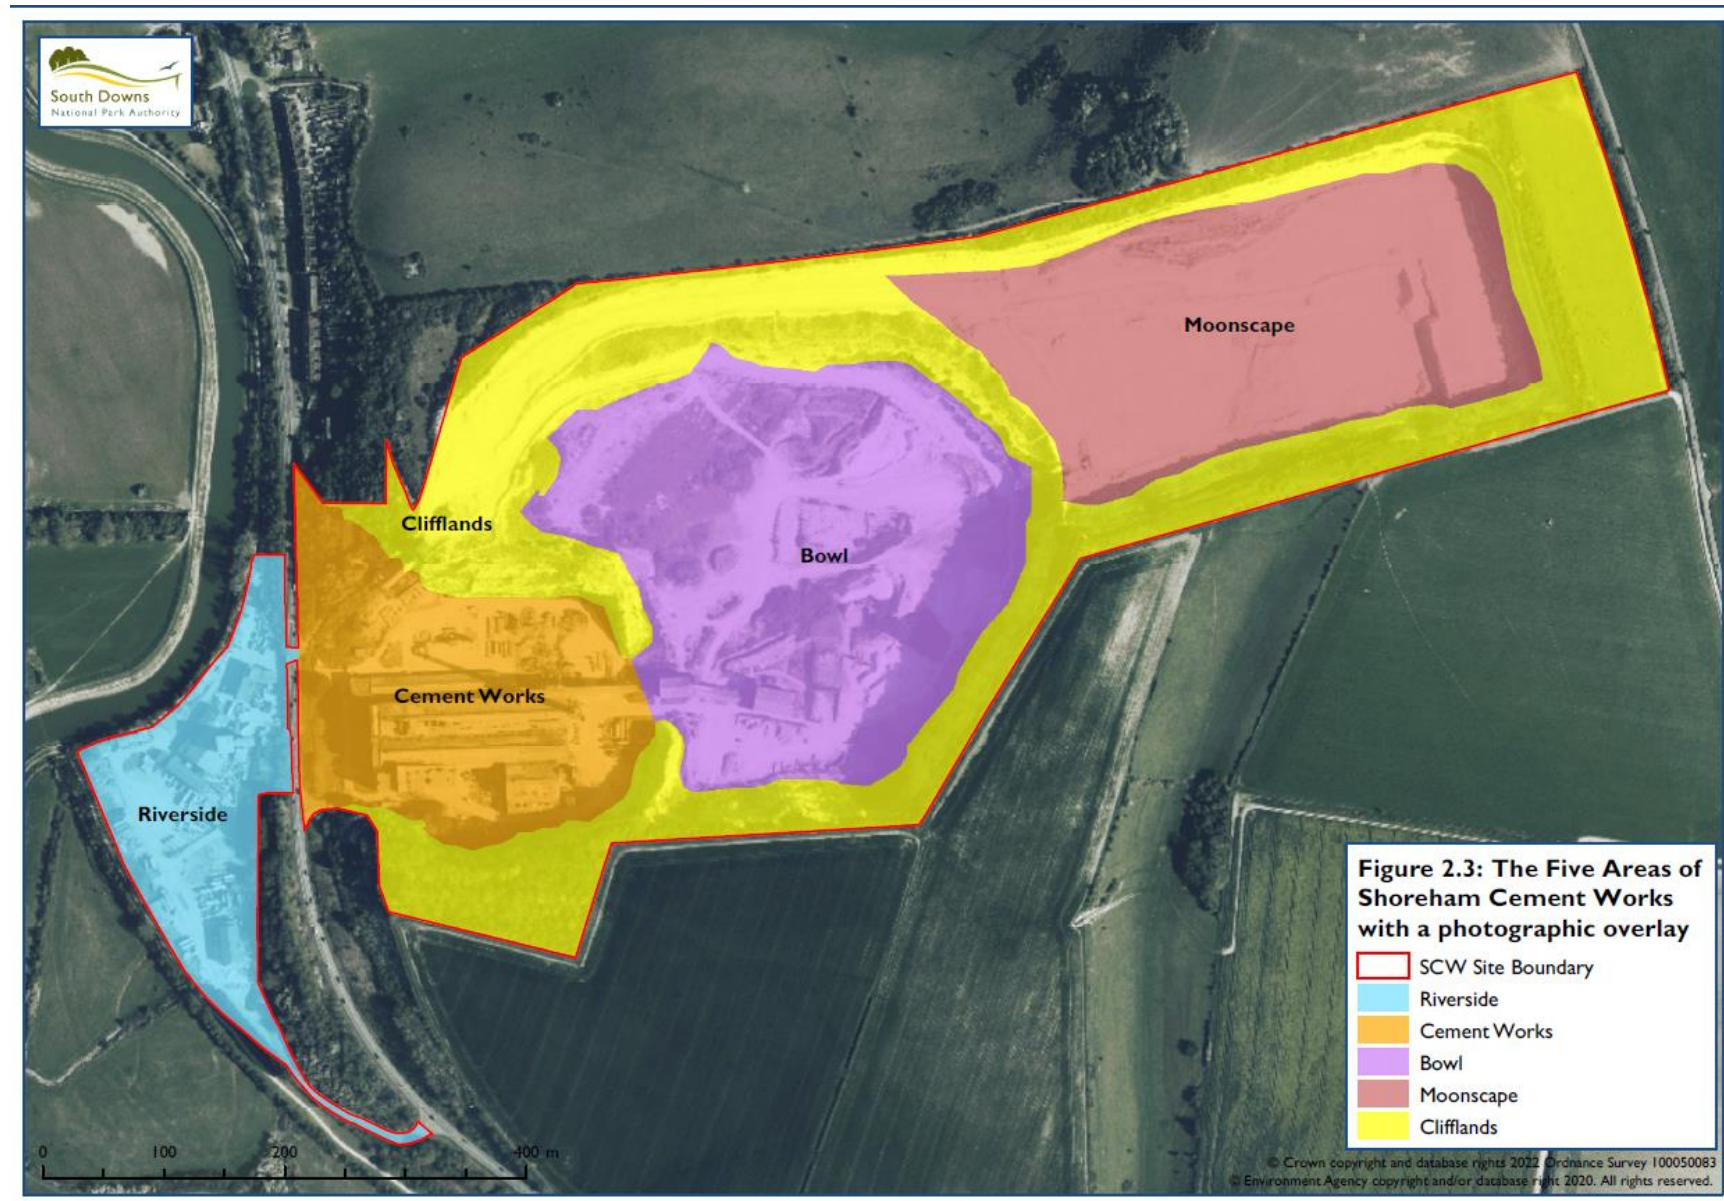 South Downs
National Park Authority
Moonscape
Clifflands
Bowl
Cement Works
Riverside
Figure 2.3: The Five Areas of
Shoreham Cement Works
with a photographic overlay
SCW Site Boundary
Riverside
Cement Works
Bowl
Moonscape
Clifflands
0 100 200 400 m
© Crown copyright and database rights 2022 Ordnance Survey 100050083
© Environment Agency copyright and/or database right 2020. All rights reserved.